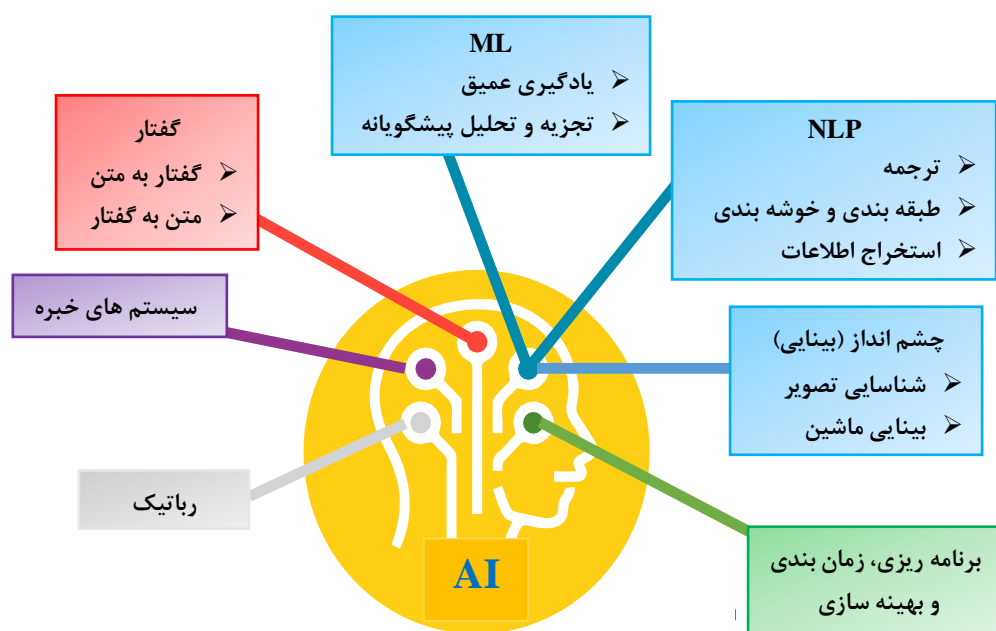 ML
➢ یادگیری عمیق
➢ تجزیه و تحلیل پیشگویانه
NLP
➢ ترجمه
➢ طبقه بندی و خوشه بندی
➢ استخراج اطلاعات
گفتار
➢ گفتار به متن
➢ متن به گفتار
سیستم های خبره
چشم انداز (بینایی)
➢ شناسایی تصویر
➢ بینایی ماشین
رباتیک
برنامه ریزی، زمان بندی
و بهینه سازی
AI